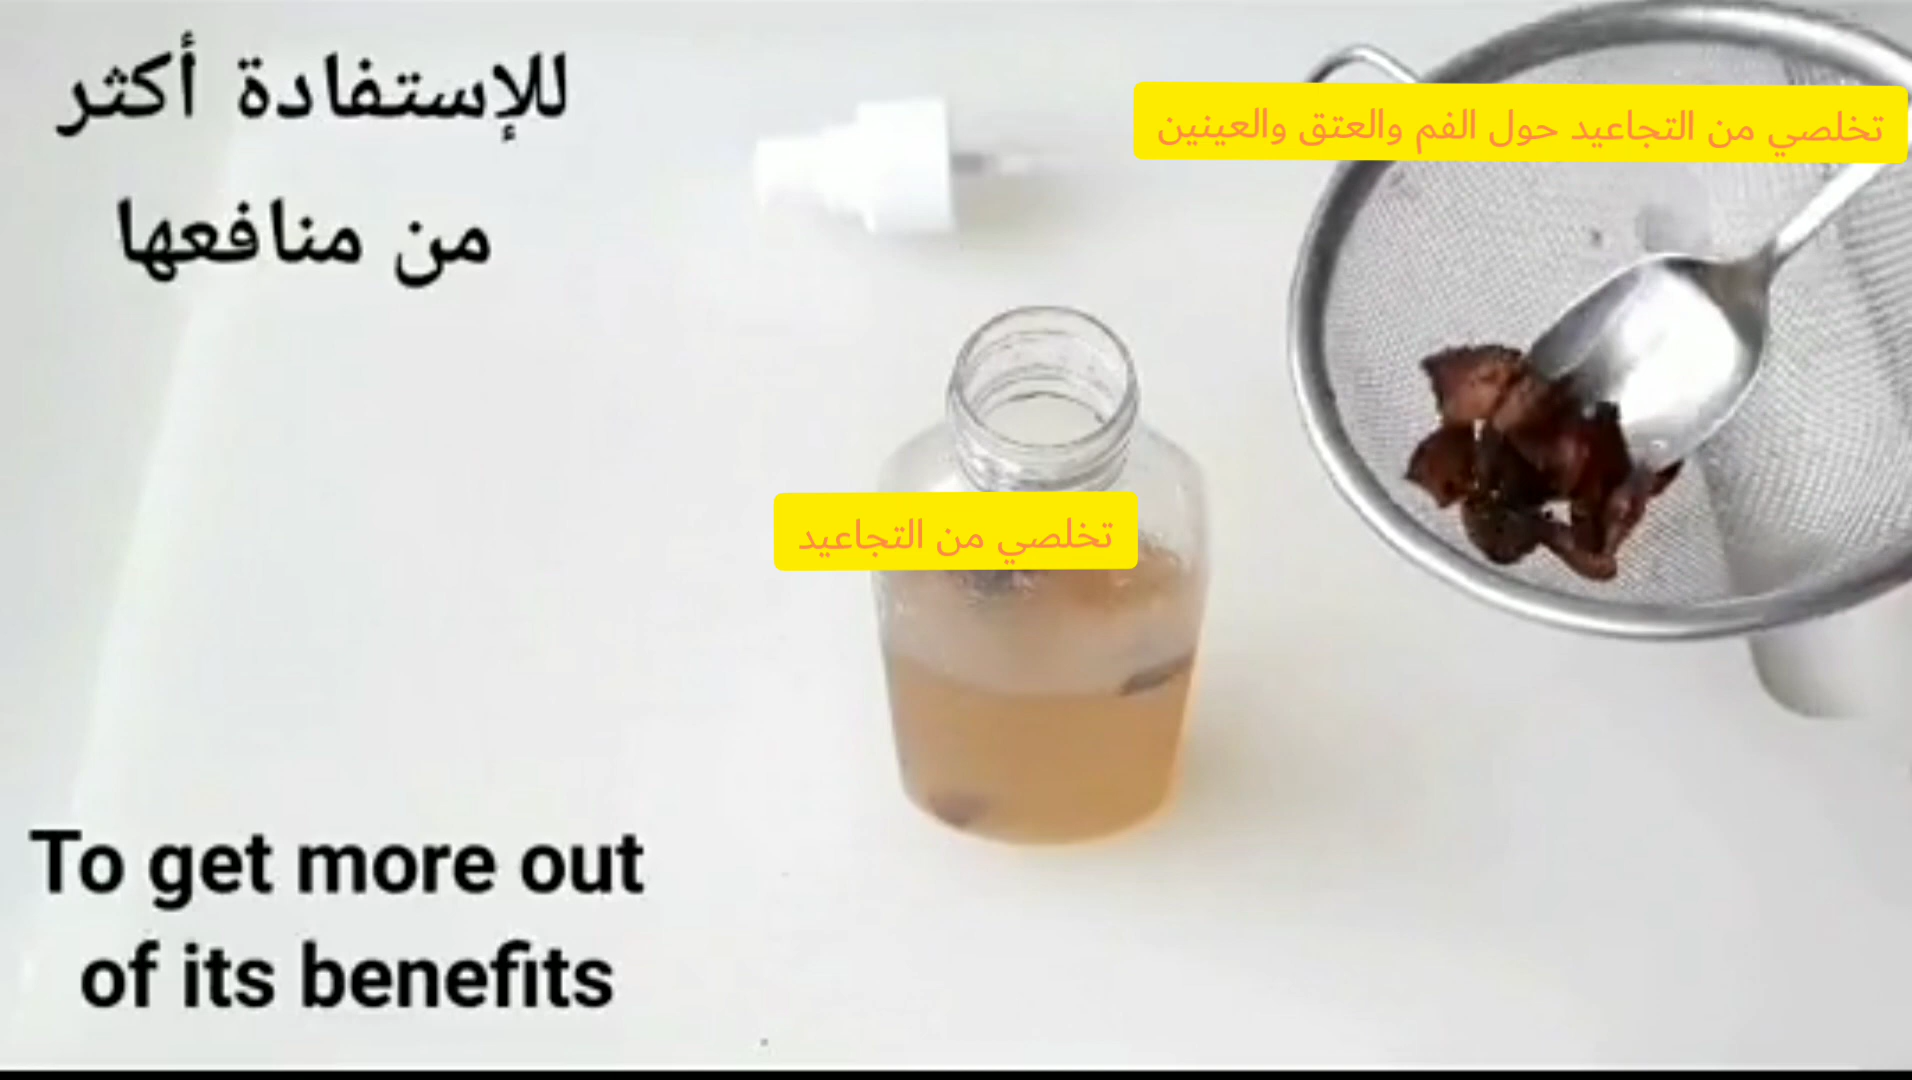 للإستفادة أكثر
من منافعها
تخلصي من التجاعيد حول الفم والعتق والعينين
تخلصي من التجاعيد
To get more out
of its benefits